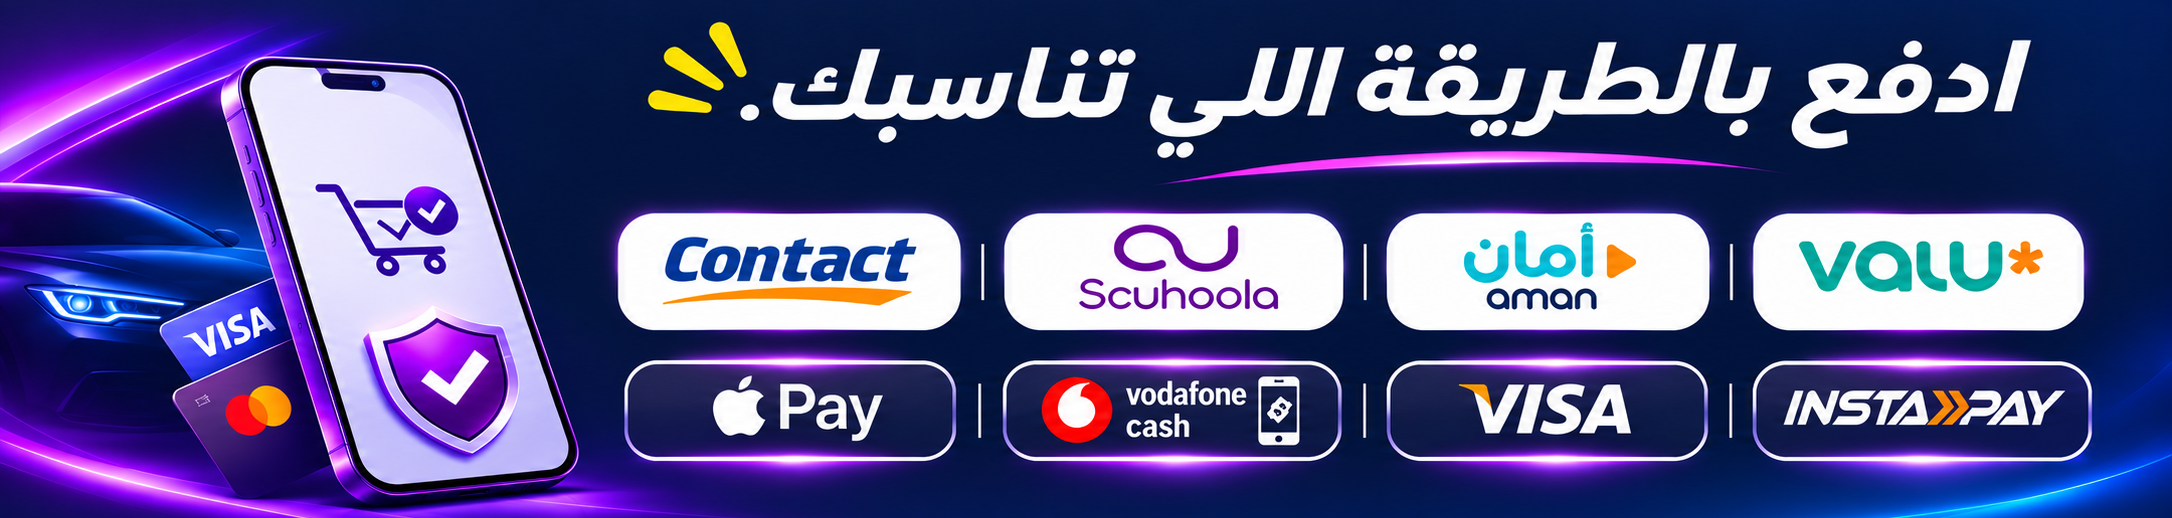 ادفع بالطريقة اللي تناسبك.
valu*
أمان
aman
Scuhoola
Contact
INSTAPAY
VISA
vodafone
cash
Pay
VISA